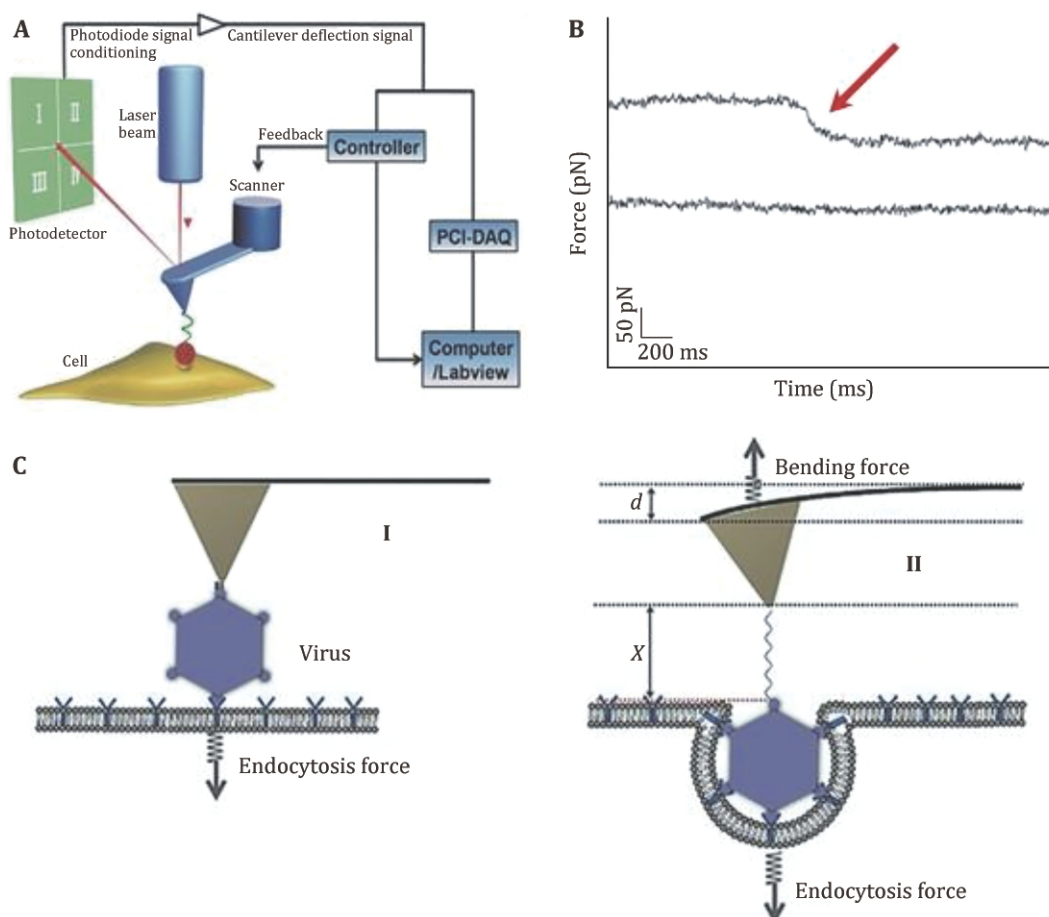 A
Photodiode signal
conditioning
Cantilever deflection signal
I
II
III
IV
Laser
beam
Feedback
Controller
Scanner
Photodetector
PCI-DAQ
Cell
Computer
/Labview
B
Force (pN)
50 pN
200 ms
Time (ms)
C
I
Virus
Endocytosis force
Bending force
d
II
X
Endocytosis force